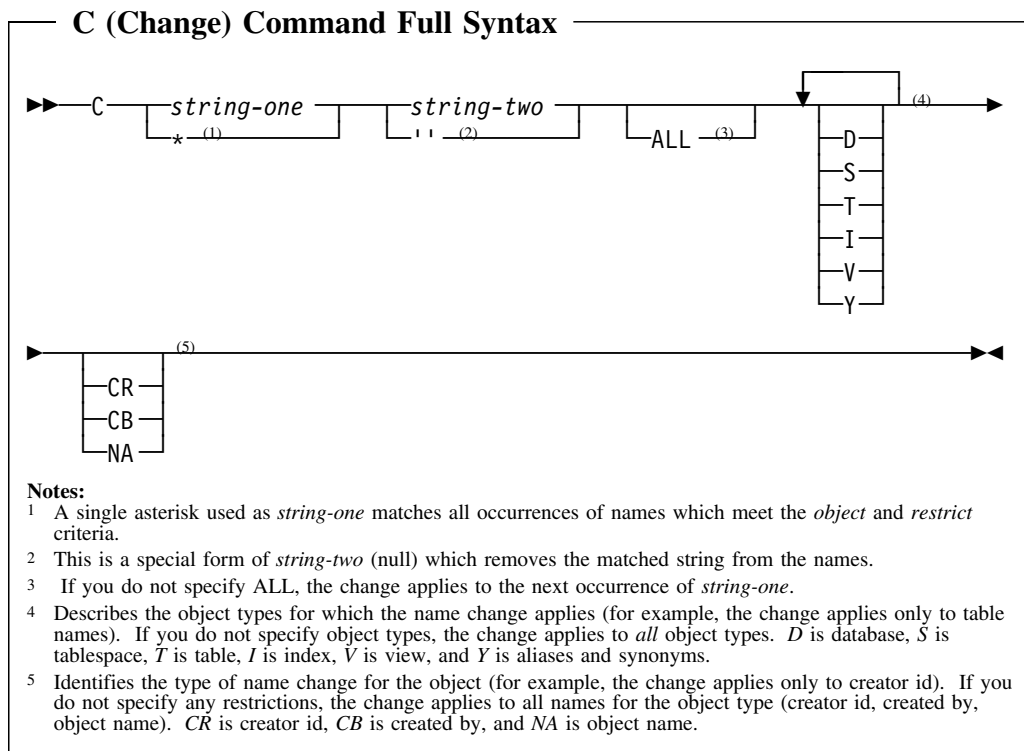 C (Change) Command Full Syntax
C string-one string-two (4)
* (1) ' ' (2) ALL (3) D
S
T
I
V
Y
(5)
CR
CB
NA
Notes:
1 A single asterisk used as string-one matches all occurrences of names which meet the object and restrict
criteria.
2 This is a special form of string-two (null) which removes the matched string from the names.
3 If you do not specify ALL, the change applies to the next occurrence of string-one.
4 Describes the object types for which the name change applies (for example, the change applies only to table
names). If you do not specify object types, the change applies to all object types. D is database, S is
tablespace, T is table, I is index, V is view, and Y is aliases and synonyms.
5 Identifies the type of name change for the object (for example, the change applies only to creator id). If you
do not specify any restrictions, the change applies to all names for the object type (creator id, created by,
object name). CR is creator id, CB is created by, and NA is object name.